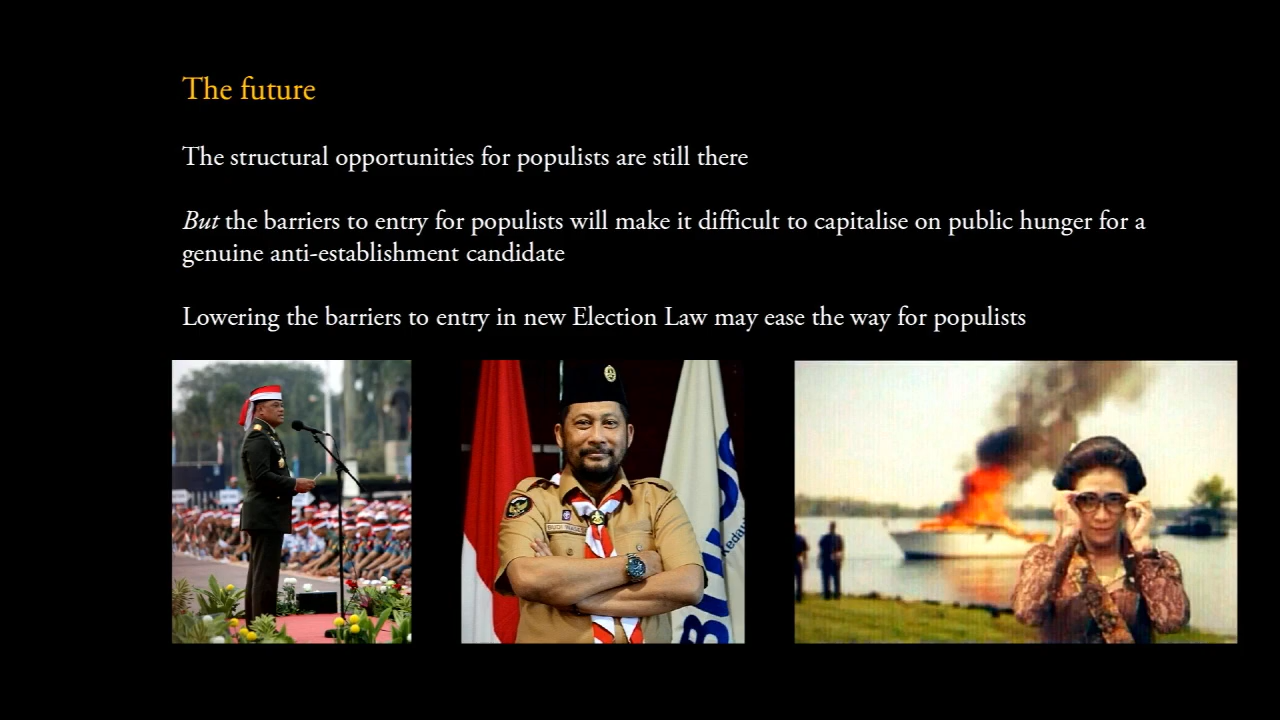 The future
The structural opportunities for populists are still there
But the barriers to entry for populists will make it difficult to capitalise on public hunger for a
genuine anti-establishment candidate
Lowering the barriers to entry in new Election Law may ease the way for populists